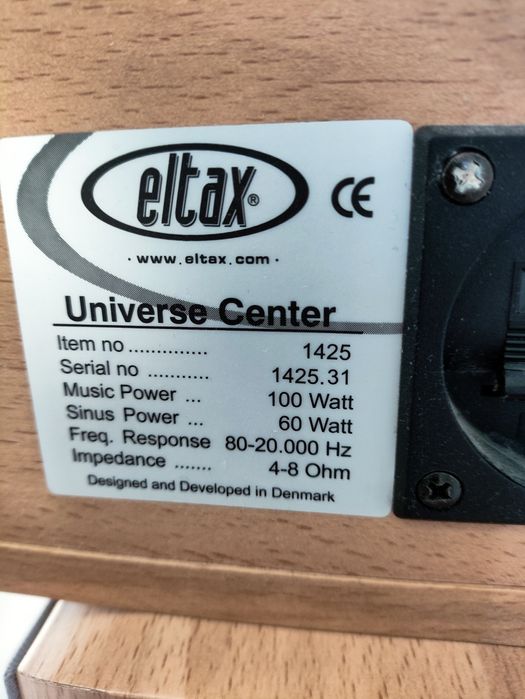 eltax®
CE
· www.eltax.com ·
Universe Center
Item no .............. 1425
Serial no ........... 1425.31
Music Power ... 100 Watt
Sinus Power ... 60 Watt
Freq. Response 80-20.000 Hz
Impedance ....... 4-8 Ohm
Designed and Developed in Denmark